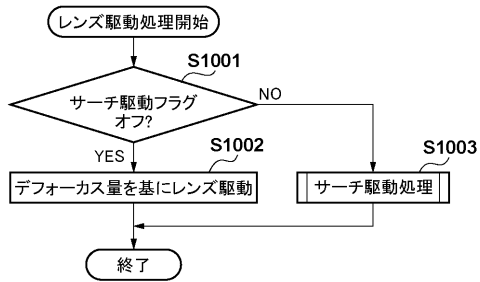 レンズ駆動処理開始
S1001
サーチ駆動フラグ
オフ?
NO
YES
S1002
デフォーカス量を基にレンズ駆動
S1003
サーチ駆動処理
終了